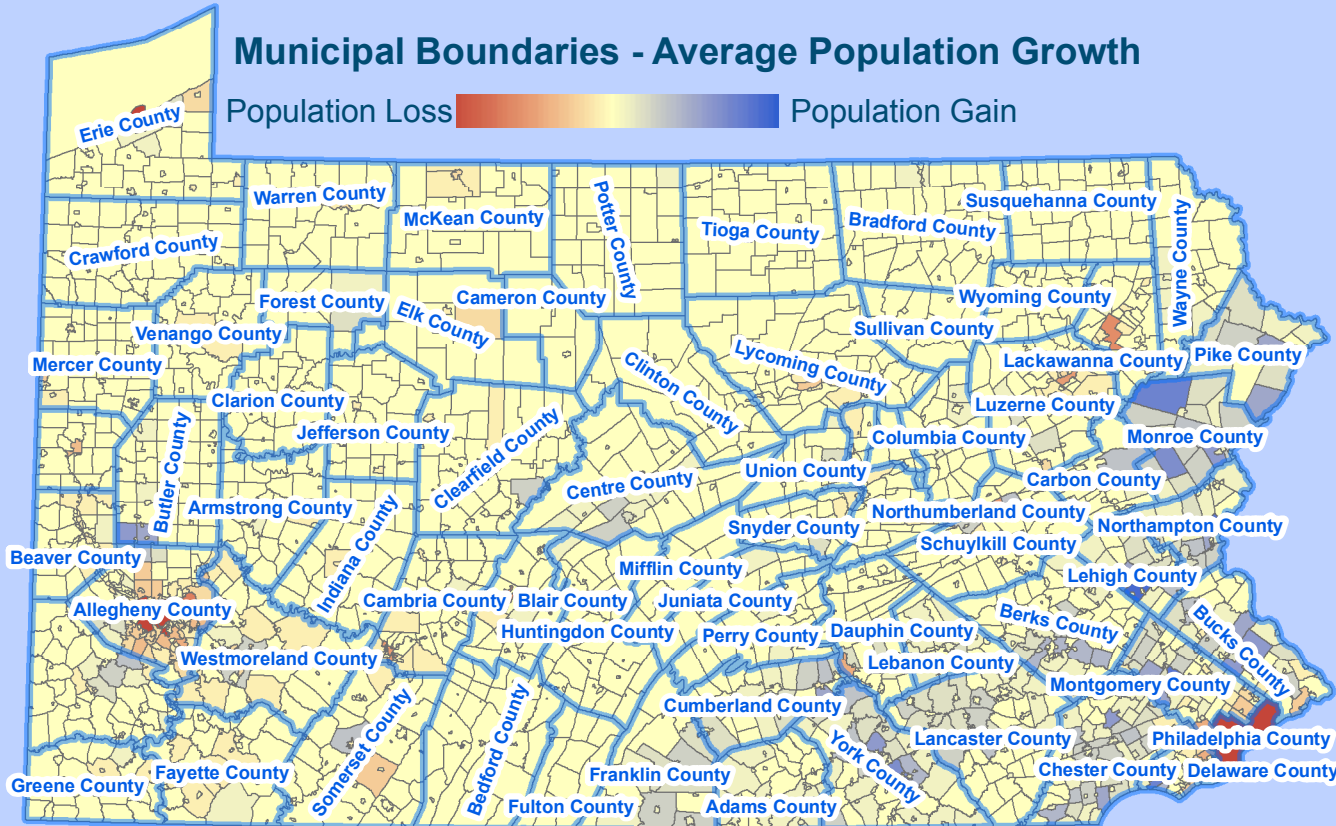 Municipal Boundaries - Average Population Growth
Population Loss
Population Gain
Erie County
Warren County
McKean County
Potter County
Tioga County
Bradford County
Susquehanna County
Wayne County
Crawford County
Forest County
Elk County
Cameron County
Wyoming County
Venango County
Sullivan County
Mercer County
Clinton County
Lycoming County
Lackawanna County
Pike County
Clarion County
Luzerne County
Butler County
Jefferson County
Clearfield County
Columbia County
Monroe County
Union County
Centre County
Carbon County
Armstrong County
Indiana County
Snyder County
Northumberland County
Northampton County
Schuylkill County
Beaver County
Mifflin County
Lehigh County
Allegheny County
Cambria County
Blair County
Juniata County
Berks County
Bucks County
Huntingdon County
Perry County
Dauphin County
Westmoreland County
Lebanon County
Montgomery County
Somerset County
Bedford County
Cumberland County
York County
Lancaster County
Philadelphia County
Greene County
Fayette County
Franklin County
Chester County
Delaware County
Fulton County
Adams County